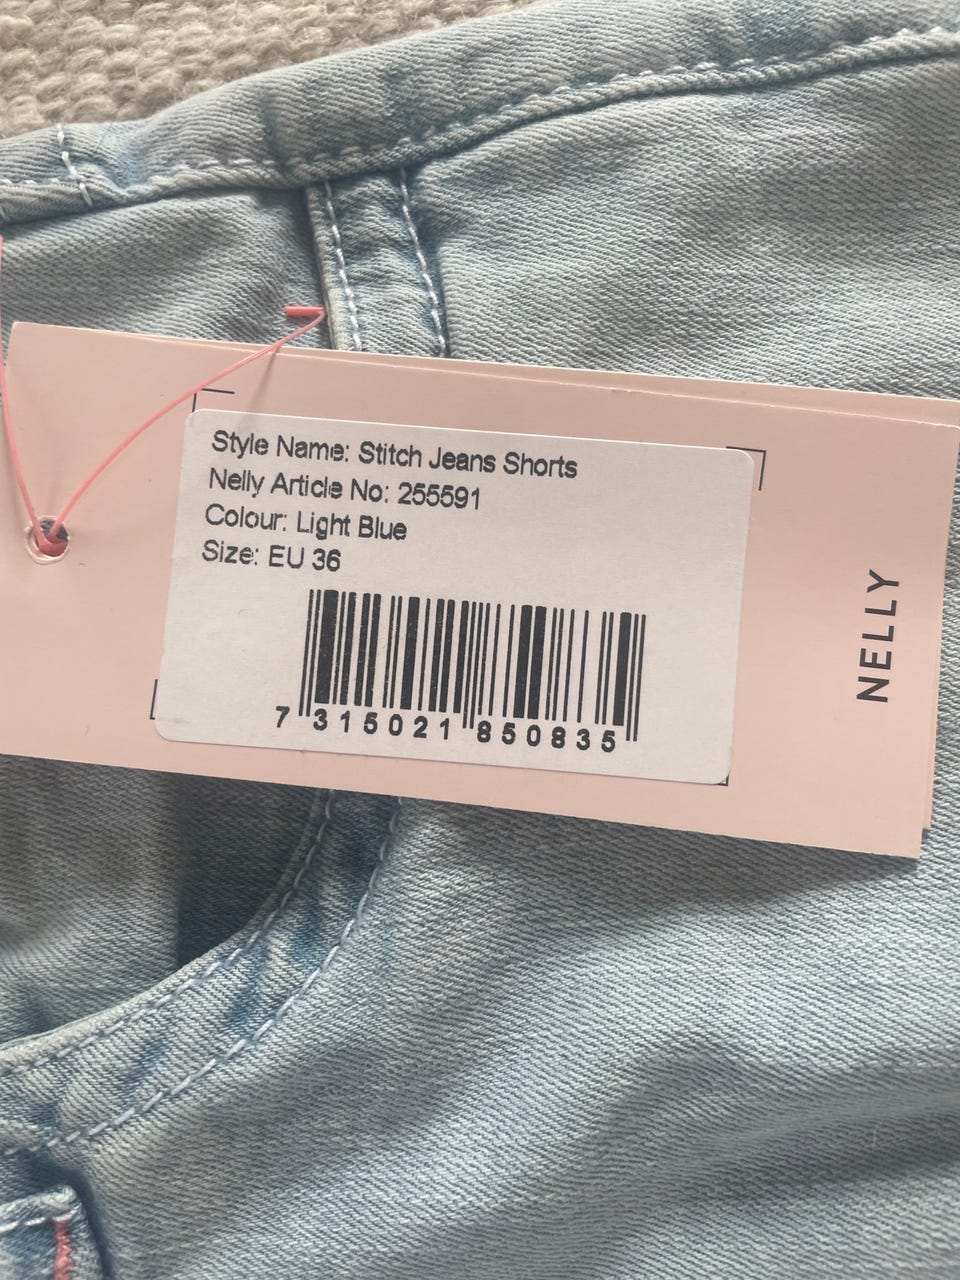 Style Name: Stitch Jeans Shorts
Nelly Article No: 255591
Colour: Light Blue
Size: EU 36
7 315021 850835
NELLY